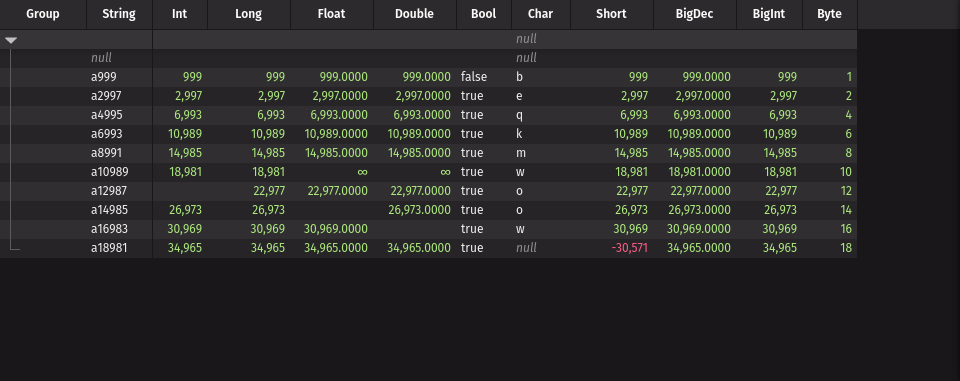 Group String Int Long Float Double Bool Char Short BigDec BigInt Byte
null
null null
a999 999 999 999.0000 999.0000 false b 999 999.0000 999 1
a2997 2,997 2,997 2,997.0000 2,997.0000 true e 2,997 2,997.0000 2,997 2
a4995 6,993 6,993 6,993.0000 6,993.0000 true q 6,993 6,993.0000 6,993 4
a6993 10,989 10,989 10,989.0000 10,989.0000 true k 10,989 10,989.0000 10,989 6
a8991 14,985 14,985 14,985.0000 14,985.0000 true m 14,985 14,985.0000 14,985 8
a10989 18,981 18,981 ∞ ∞ true w 18,981 18,981.0000 18,981 10
a12987 22,977 22,977.0000 22,977.0000 true o 22,977 22,977.0000 22,977 12
a14985 26,973 26,973 26,973.0000 true o 26,973 26,973.0000 26,973 14
a16983 30,969 30,969 30,969.0000 true w 30,969 30,969.0000 30,969 16
a18981 34,965 34,965 34,965.0000 34,965.0000 true null -30,571 34,965.0000 34,965 18